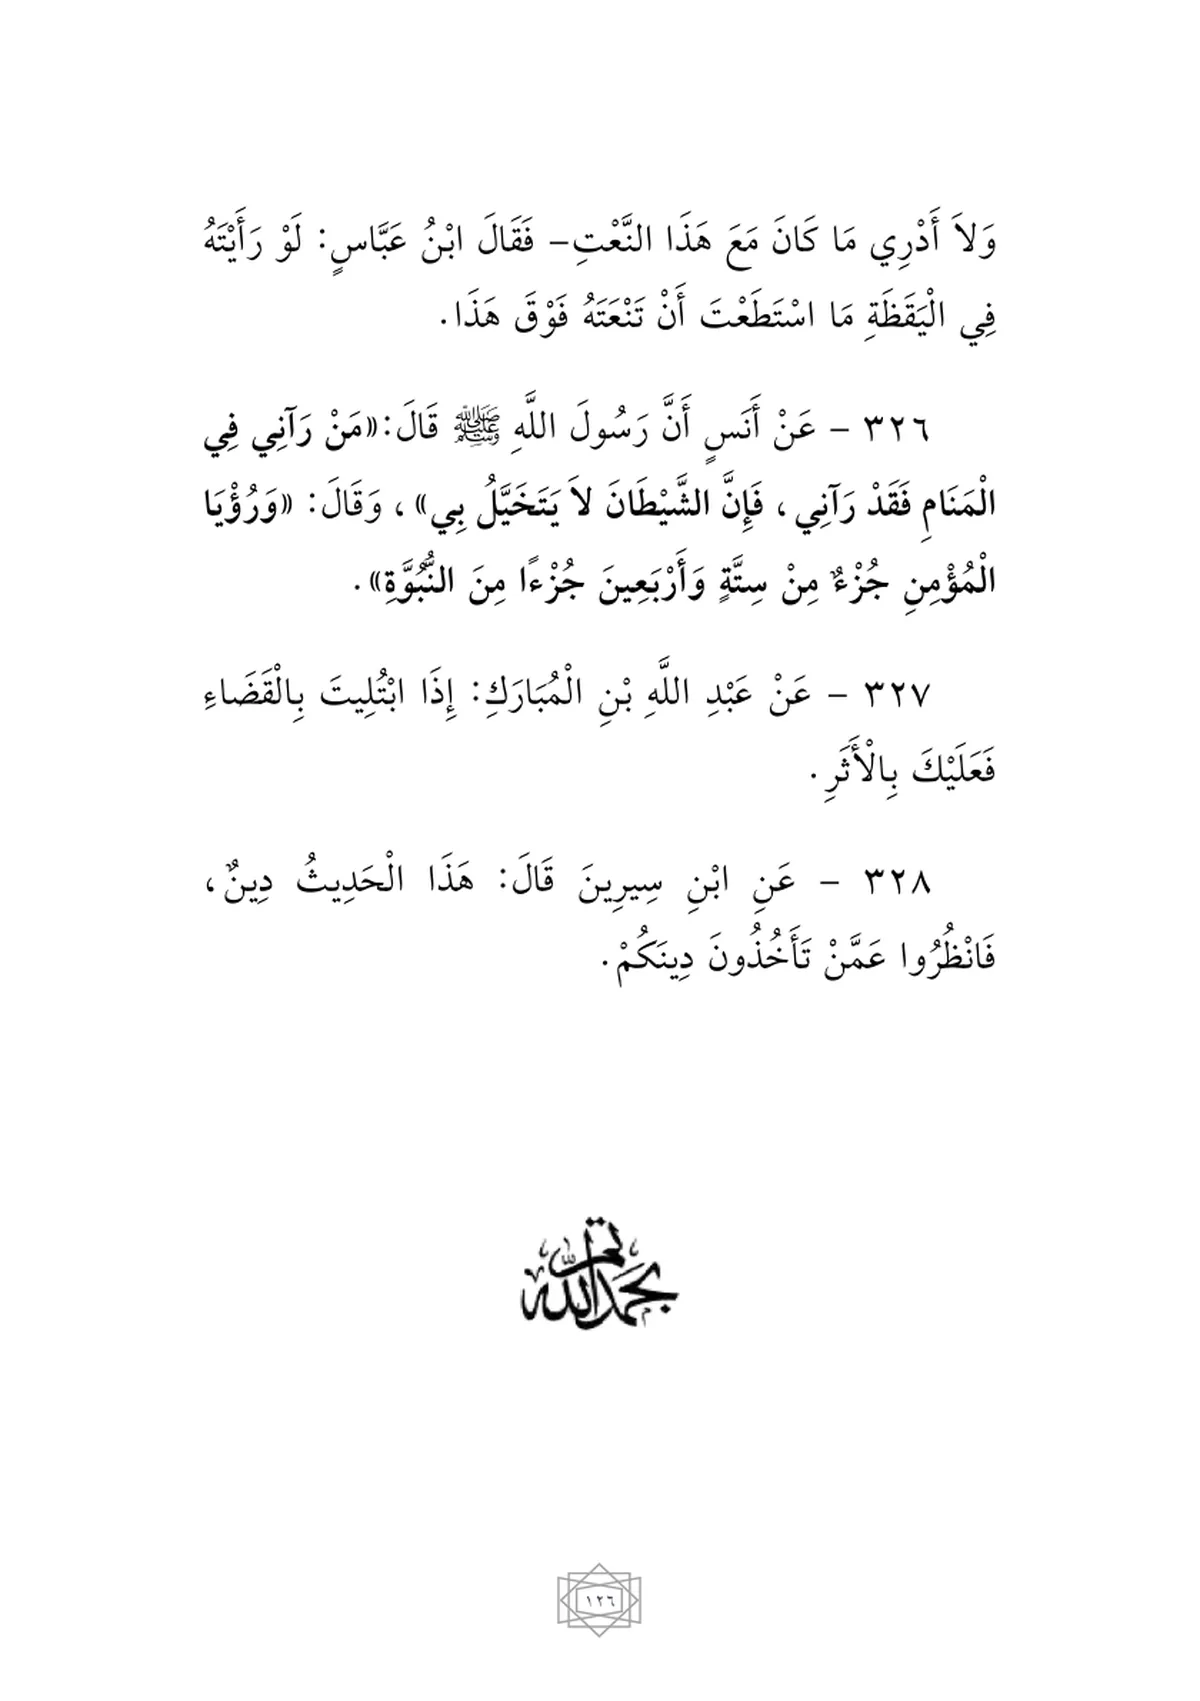 وَلاَ أَدْرِي مَا كَانَ مَعَ هَذَا النَّعْتِ– فَقَالَ ابْنُ عَبَّاسٍ: لَوْ رَأَيْتَهُ
فِي الْيَقَظَةِ مَا اسْتَطَعْتَ أَنْ تَنْعَتَهُ فَوْقَ هَذَا.
٣٢٦ – عَنْ أَنَسٍ أَنَّ رَسُولَ اللَّهِ ﷺ قَالَ:«مَنْ رَآنِي فِي
الْمَنَامِ فَقَدْ رَآنِي، فَإِنَّ الشَّيْطَانَ لاَ يَتَخَيَّلُ بِي»، وَقَالَ: «وَرُؤْيَا
الْمُؤْمِنِ جُزْءٌ مِنْ سِتَّةٍ وَأَرْبَعِينَ جُزْءًا مِنَ النُّبُوَّةِ».
٣٢٧ – عَنْ عَبْدِ اللَّهِ بْنِ الْمُبَارَكِ: إِذَا ابْتُلِيتَ بِالْقَضَاءِ
فَعَلَيْكَ بِالْأَثَرِ.
٣٢٨ – عَنِ ابْنِ سِيرِينَ قَالَ: هَذَا الْحَدِيثُ دِينٌ،
فَانْظُرُوا عَمَّنْ تَأْخُذُونَ دِينَكُمْ.
تم بحمد الله
١٢٦